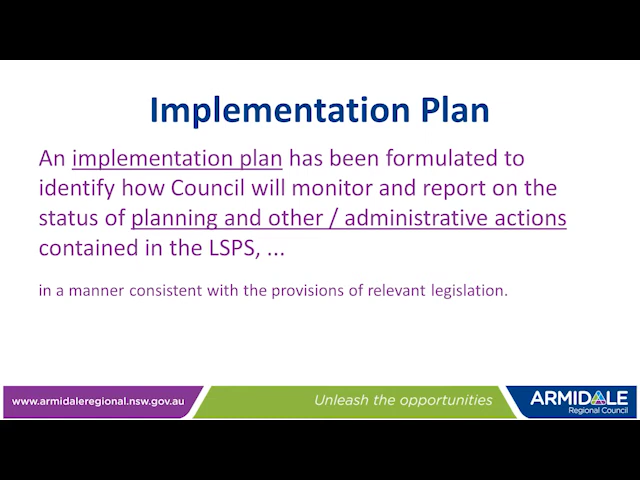 Implementation Plan
An implementation plan has been formulated to
identify how Council will monitor and report on the
status of planning and other / administrative actions
contained in the LSPS, ...
in a manner consistent with the provisions of relevant legislation.
www.armidaleregional.nsw.gov.au
Unleash the opportunities
ARMIDALE
Regional Council